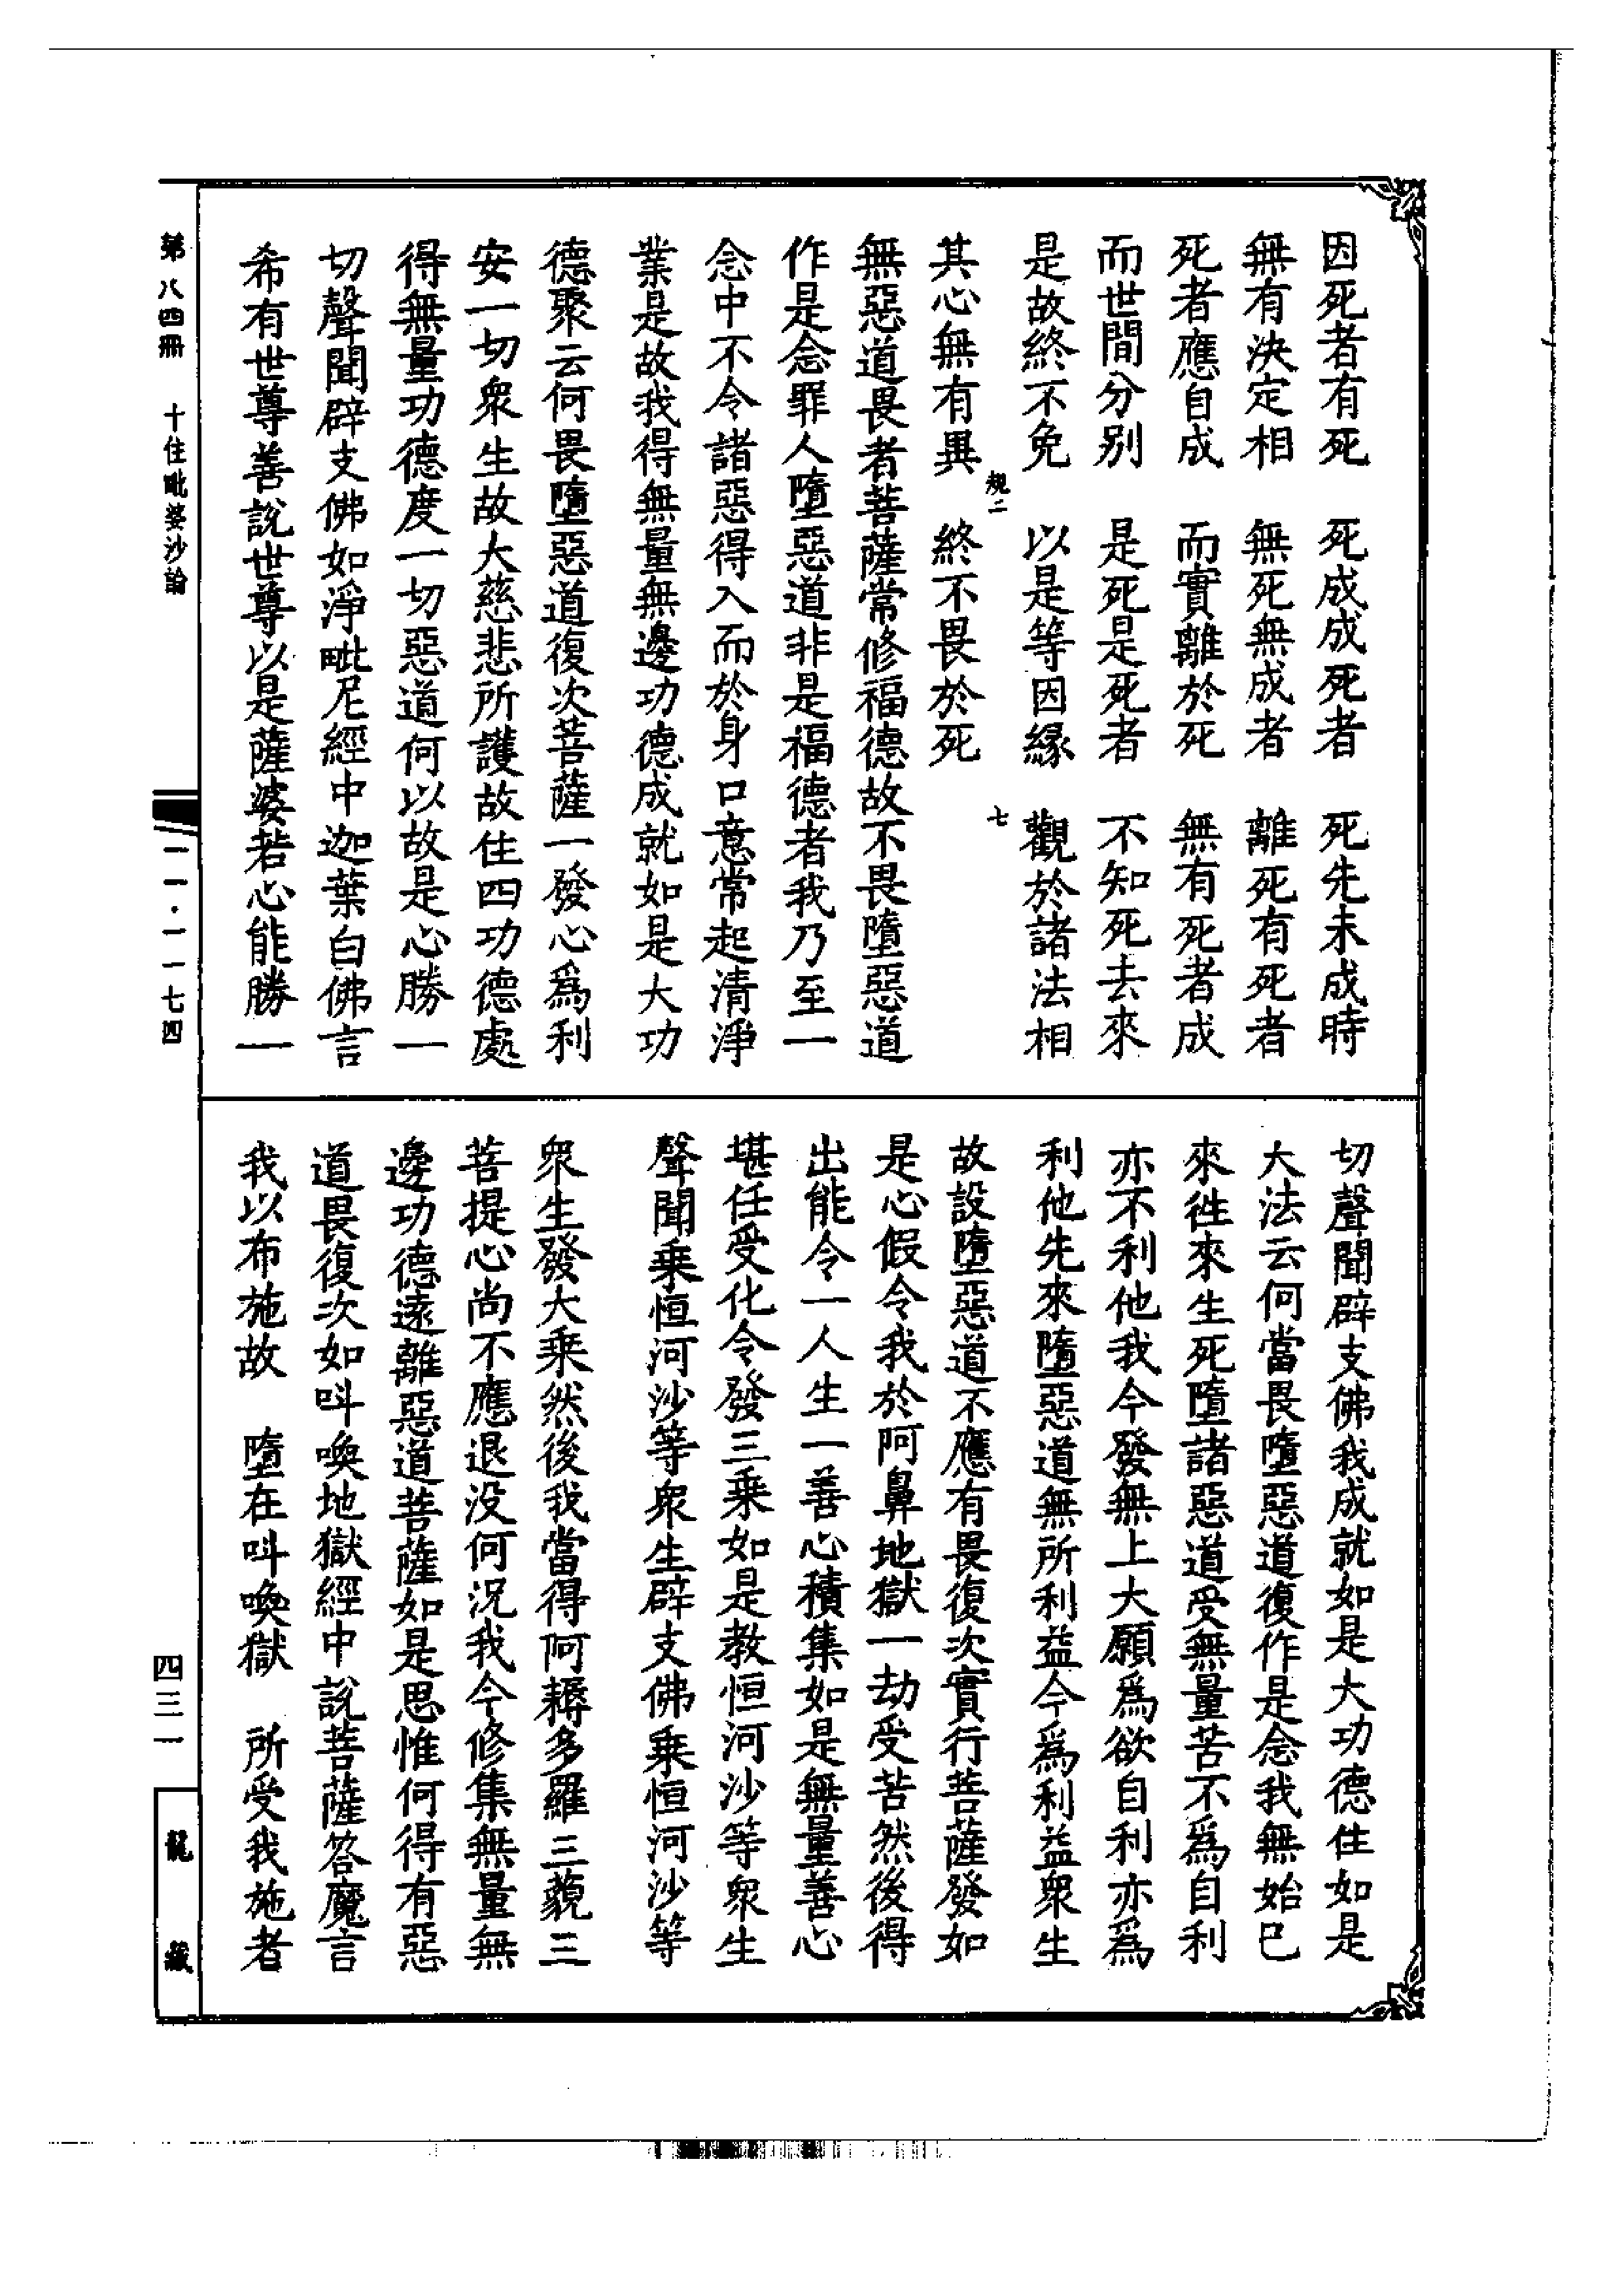 因死者有死　死成成死者　死先未成時
無有決定相　無死無成者　離死有死者
死者應自成　而實離於死　無有死者成
而世間分別　是死是死者　不知死去來
是故終不免　以是等因緣　觀於諸法相
規二　七
其心無有異　終不畏於死
無惡道畏者菩薩常修福德故不畏墮惡道
作是念罪人墮惡道非是福德者我乃至一
念中不令諸惡得入而於身口意常起清淨
業是故我得無量無邊功德成就如是大功
德聚云何畏墮惡道復次菩薩一發心爲利
安一切衆生故大慈悲所護故住四功德處
得無量功德度一切惡道何以故是心勝一
切聲聞辟支佛如淨毗尼經中迦葉白佛言
希有世尊善說世尊以是薩婆若心能勝一
切聲聞辟支佛我成就如是大功德住如是
大法云何當畏墮惡道復作是念我無始已
來徃來生死墮諸惡道受無量苦不爲自利
亦不利他我今發無上大願爲欲自利亦爲
利他先來墮惡道無所利益今爲利益衆生
故設墮惡道不應有畏復次實行菩薩發如
是心假令我於阿鼻地獄一劫受苦然後得
出能令一人生一善心積集如是無量善心
堪任受化令發三乘如是教恒河沙等衆生
聲聞乘恒河沙等衆生辟支佛乘恒河沙等
衆生發大乘然後我當得阿耨多羅三藐三
菩提心尚不應退没何況我今修集無量無
邊功德遠離惡道菩薩如是思惟何得有惡
道畏復次如呌喚地獄經中說菩薩答魔言
我以布施故　墮在呌喚獄　所受我施者
第八四冊　十住毗婆沙論　一一·一一七四　四三一　龍藏